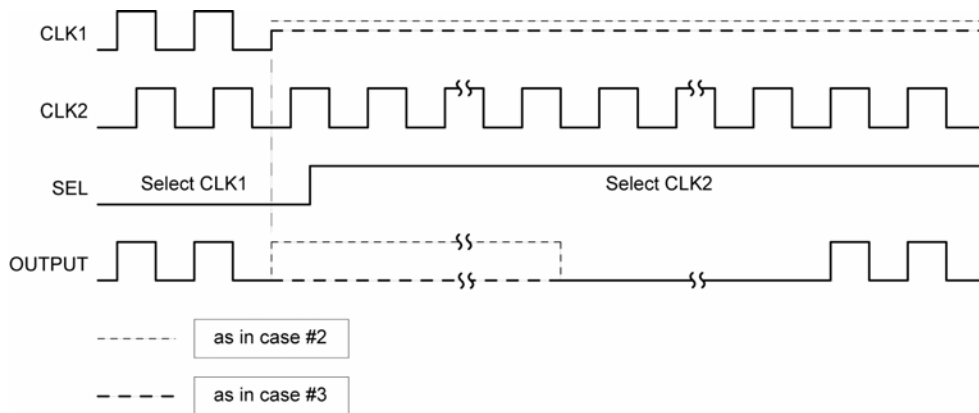 CLK1
CLK2
SEL
Select CLK1
Select CLK2
OUTPUT
as in case #2
as in case #3